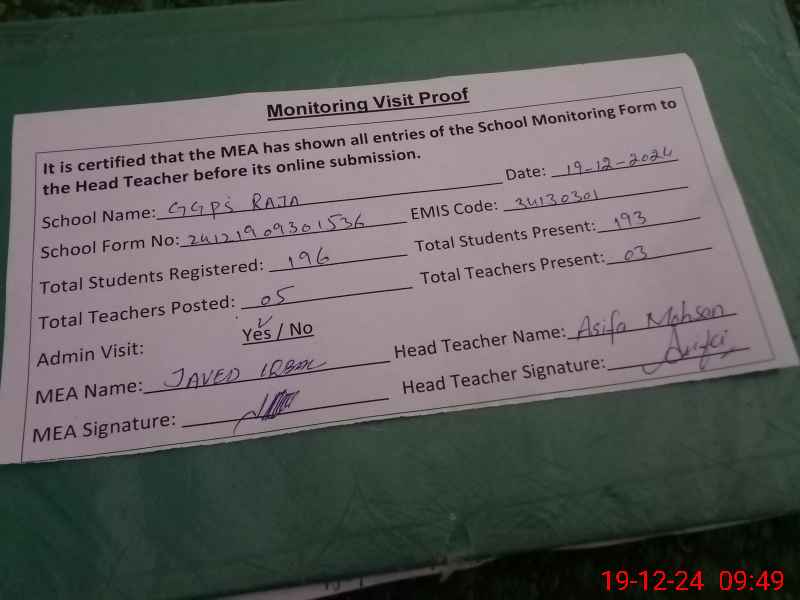 Monitoring Visit Proof
It is certified that the MEA has shown all entries of the School Monitoring Form to
the Head Teacher before its online submission.
School Name: GGPS RAJA Date: 19-12-2024
School Form No: 24121909301536 EMIS Code: 34130301
Total Students Registered: 196 Total Students Present: 193
Total Teachers Posted: 05 Total Teachers Present: 03
Admin Visit: Yes / No
MEA Name: JAVED IQBAL Head Teacher Name: Asifa Mohsan
MEA Signature: Head Teacher Signature:
19-12-24 09:49